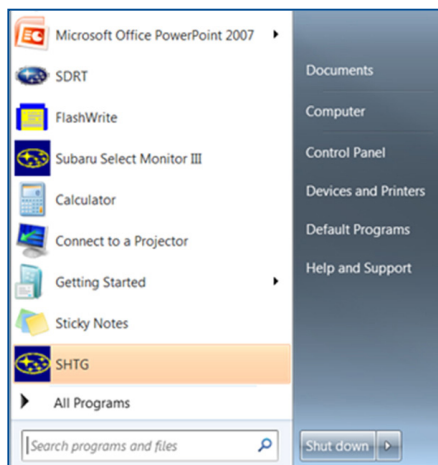 Microsoft Office PowerPoint 2007
SDRT
FlashWrite
Subaru Select Monitor III
Calculator
Connect to a Projector
Getting Started
Sticky Notes
SHTG
All Programs
Search programs and files
Documents
Computer
Control Panel
Devices and Printers
Default Programs
Help and Support
Shut down